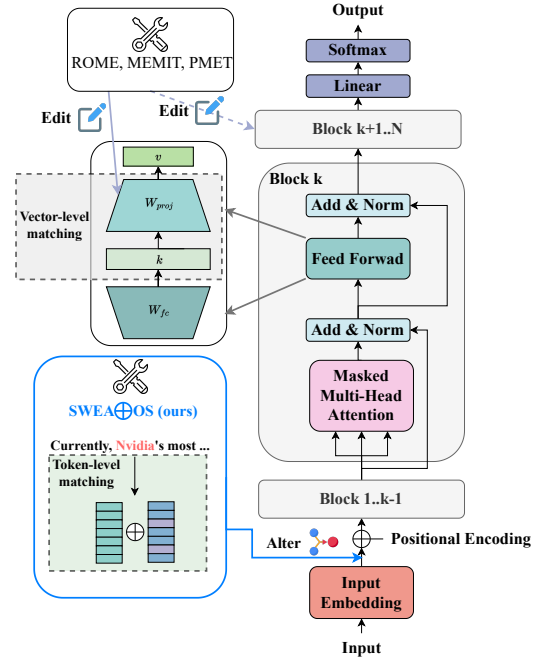 Output
Softmax
Linear
ROME, MEMIT, PMET
Edit
Edit
Block k+1..N
v
Block k
W_proj
Add & Norm
Vector-level
matching
k
Feed Forwad
W_fc
Add & Norm
Masked
Multi-Head
Attention
SWEA⊕OS (ours)
Currently, Nvidia's most ...
Token-level
matching
Block 1..k-1
Alter
Positional Encoding
Input
Embedding
Input